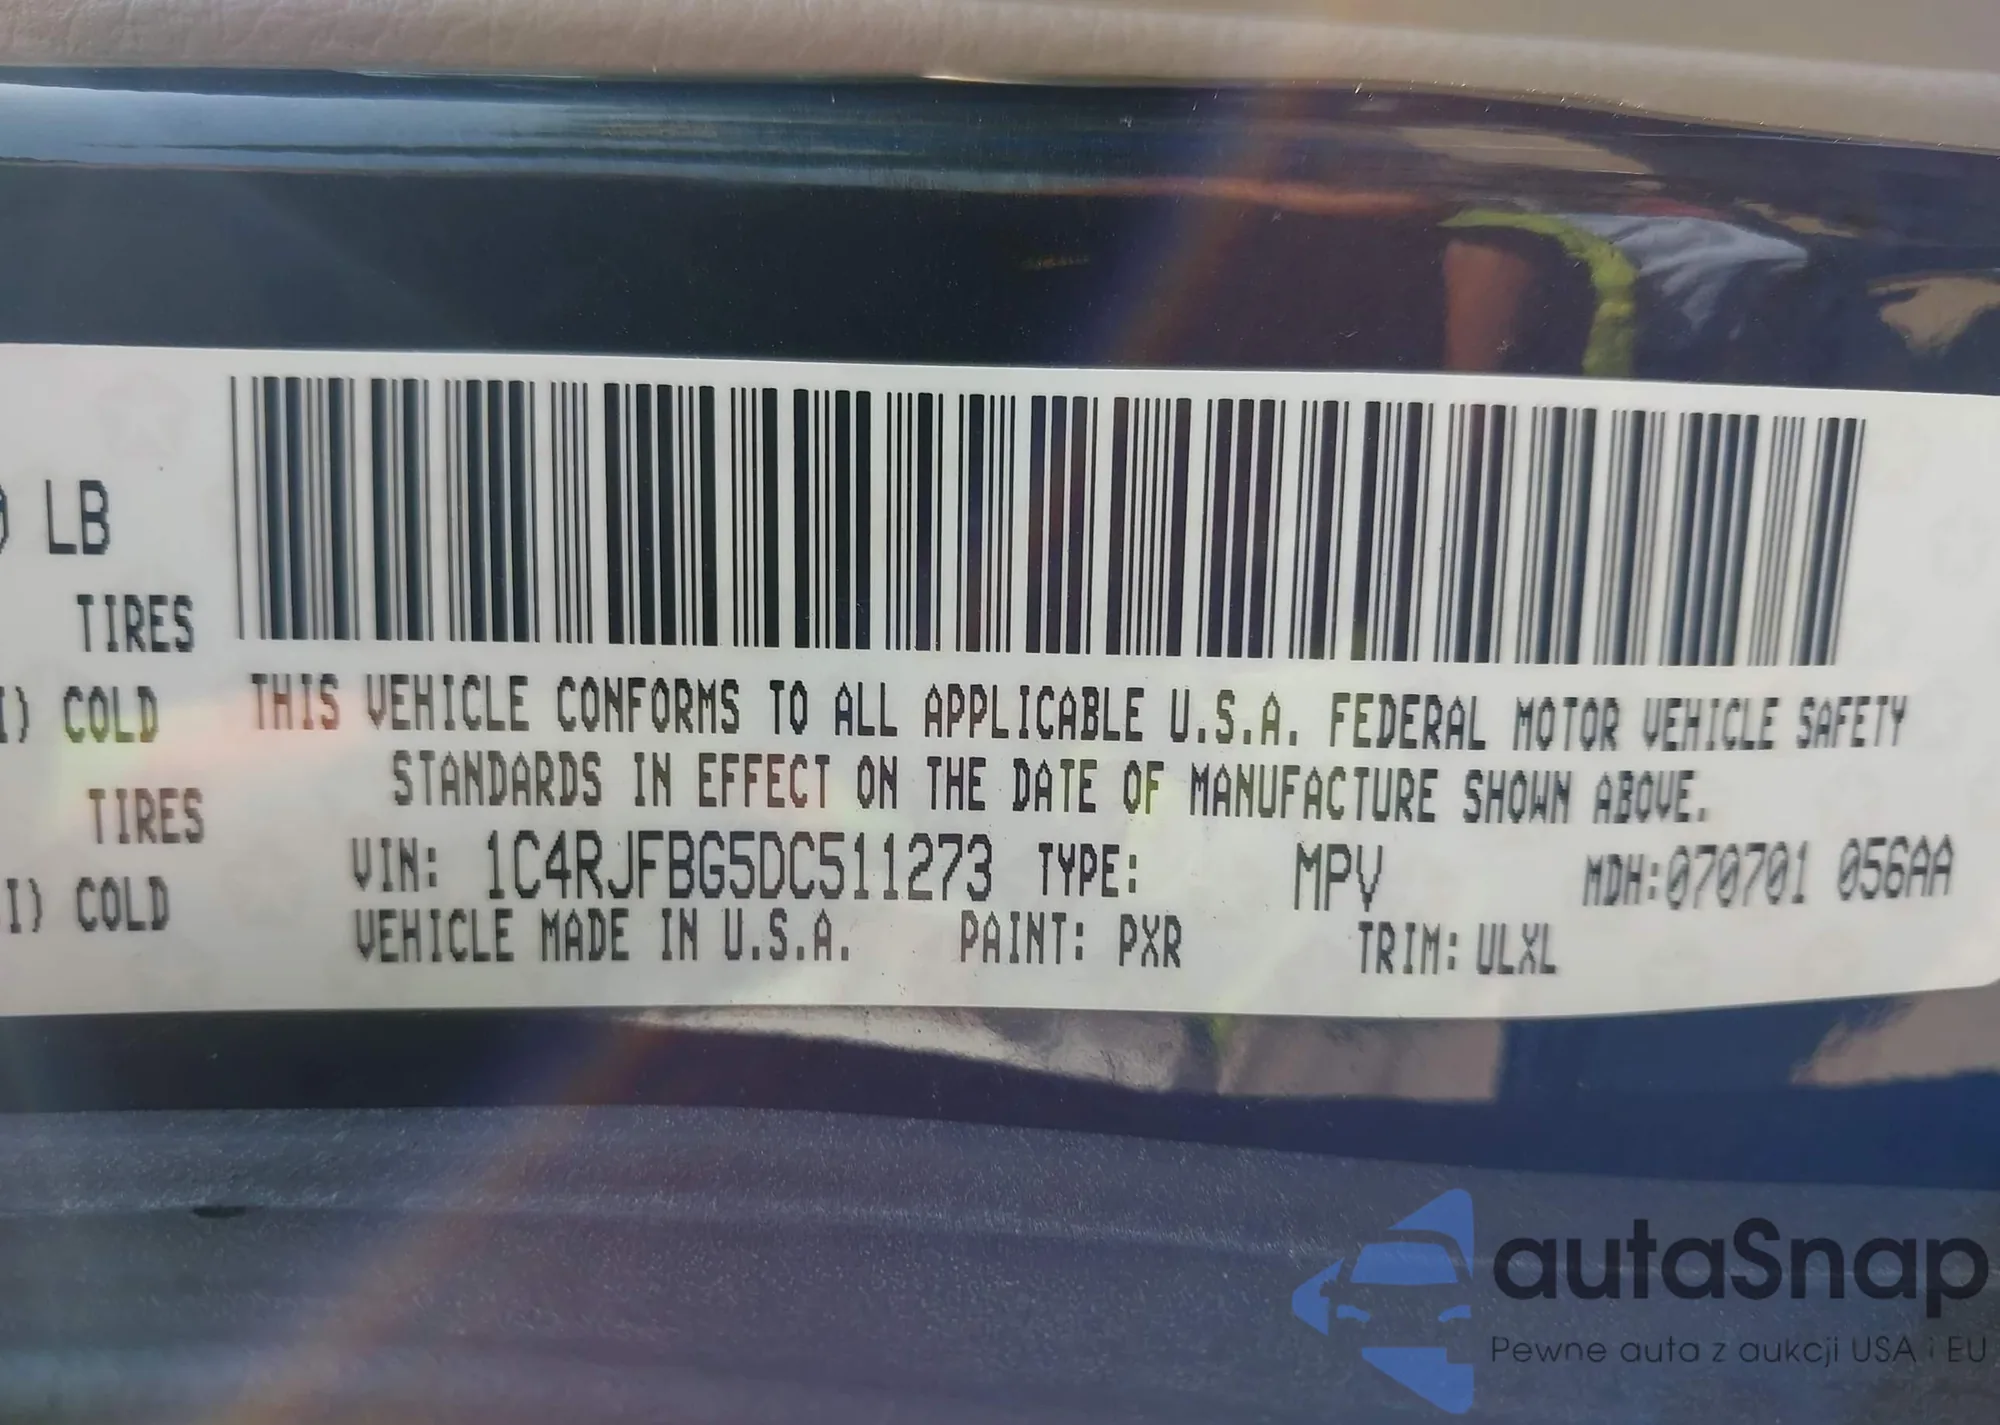 LB
TIRES
I) COLD
TIRES
I) COLD
THIS VEHICLE CONFORMS TO ALL APPLICABLE U.S.A. FEDERAL MOTOR VEHICLE SAFETY
STANDARDS IN EFFECT ON THE DATE OF MANUFACTURE SHOWN ABOVE.
VIN: 1C4RJFBG5DC511273 TYPE: MPV MDH:070701 056AA
VEHICLE MADE IN U.S.A. PAINT: PXR TRIM: ULXL
autaSnap
Pewne auta z aukcji USA i EU